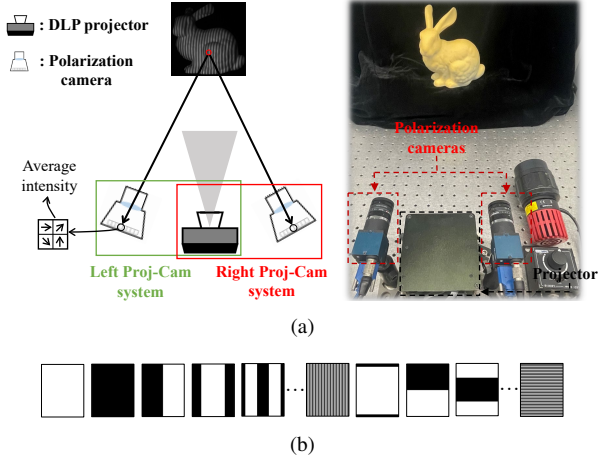 : DLP projector
: Polarization
camera
Average
intensity
Left Proj-Cam
system
Right Proj-Cam
system
Polarization
cameras
Projector
(a)
(b)